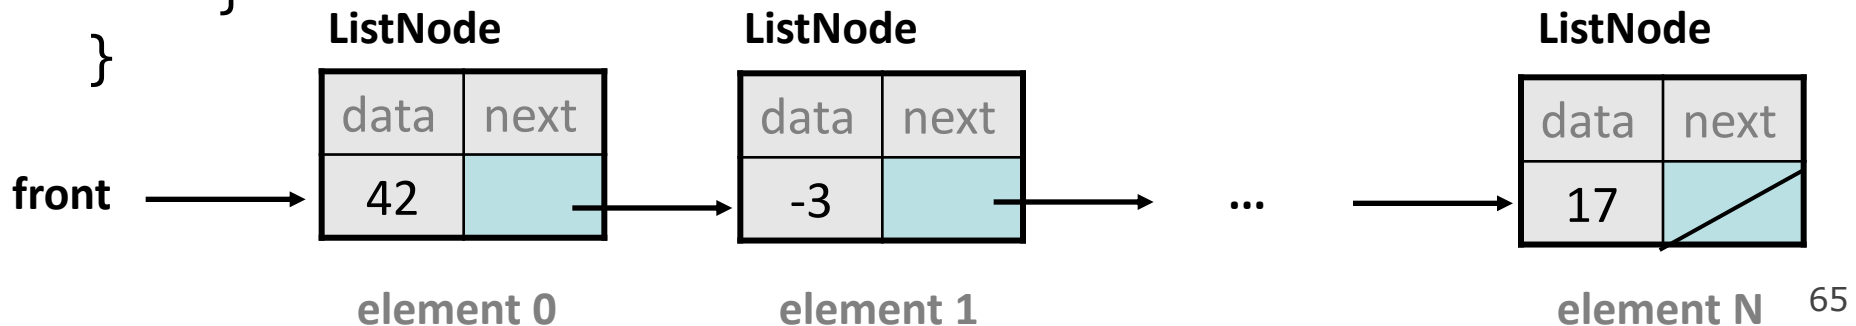 }
}
ListNode ListNode ListNode
data next data next data next
front 42 -3 ... 17
element 0 element 1 element N 65